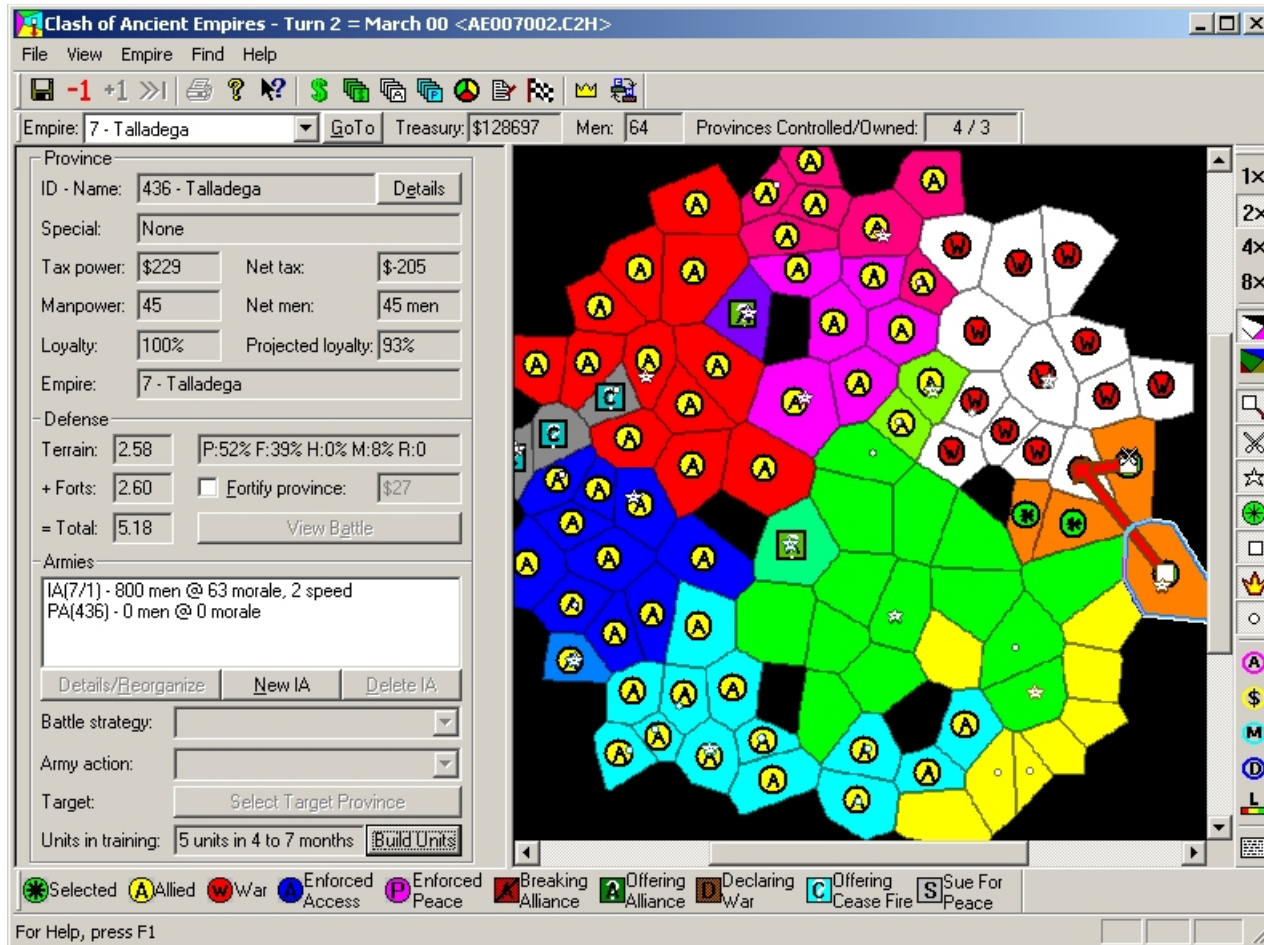 Clash of Ancient Empires - Turn 2 = March 00 <AE007002.C2H>
File View Empire Find Help
-1 +1
Empire: 7 - Talladega GoTo Treasury: $128697 Men: 64 Provinces Controlled/Owned: 4 / 3
Province
ID - Name: 436 - Talladega Details
Special: None
Tax power: $229 Net tax: $-205
Manpower: 45 Net men: 45 men
Loyalty: 100% Projected loyalty: 93%
Empire: 7 - Talladega
Defense
Terrain: 2.58 P:52% F:39% H:0% M:8% R:0
+ Forts: 2.60 Fortify province: $27
= Total: 5.18 View Battle
Armies
IA(7/1) - 800 men @ 63 morale, 2 speed
PA(436) - 0 men @ 0 morale
Details/Reorganize New IA Delete IA
Battle strategy:
Army action:
Target: Select Target Province
Units in training: 5 units in 4 to 7 months Build Units
1×
2×
4×
8×
A
$
M
D
L
Selected A Allied W War A Enforced Access P Enforced Peace A Breaking Alliance A Offering Alliance D Declaring War C Offering Cease Fire S Sue For Peace
For Help, press F1